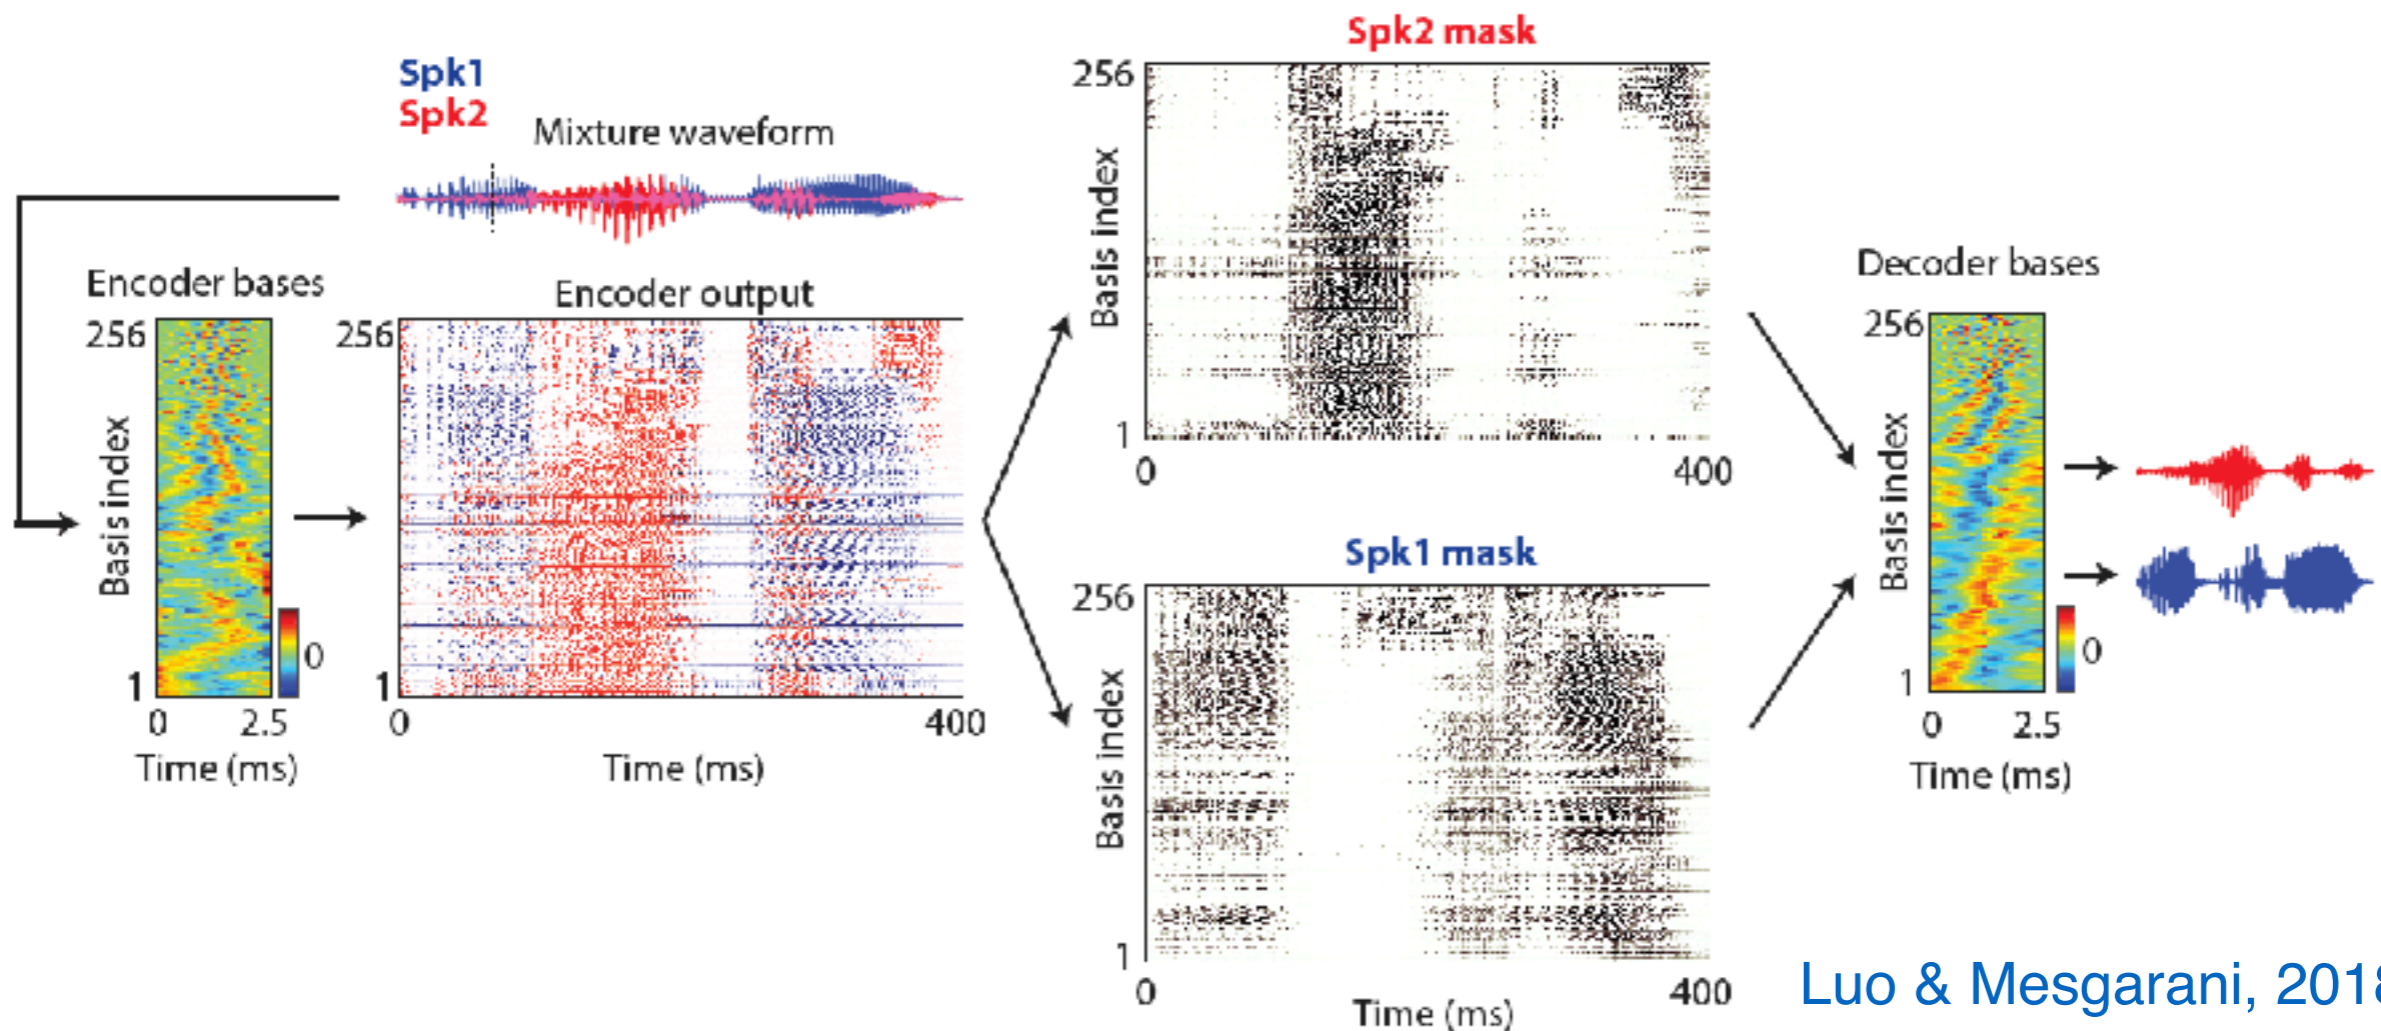 Spk1
Spk2
Mixture waveform
Encoder bases
256
Basis index
1
0
0 2.5
Time (ms)
Encoder output
256
1
0 400
Time (ms)
Spk2 mask
256
Basis index
1
0 400
Spk1 mask
256
Basis index
1
0 400
Time (ms)
Decoder bases
256
Basis index
1
0
0 2.5
Time (ms)
Luo & Mesgarani, 2018